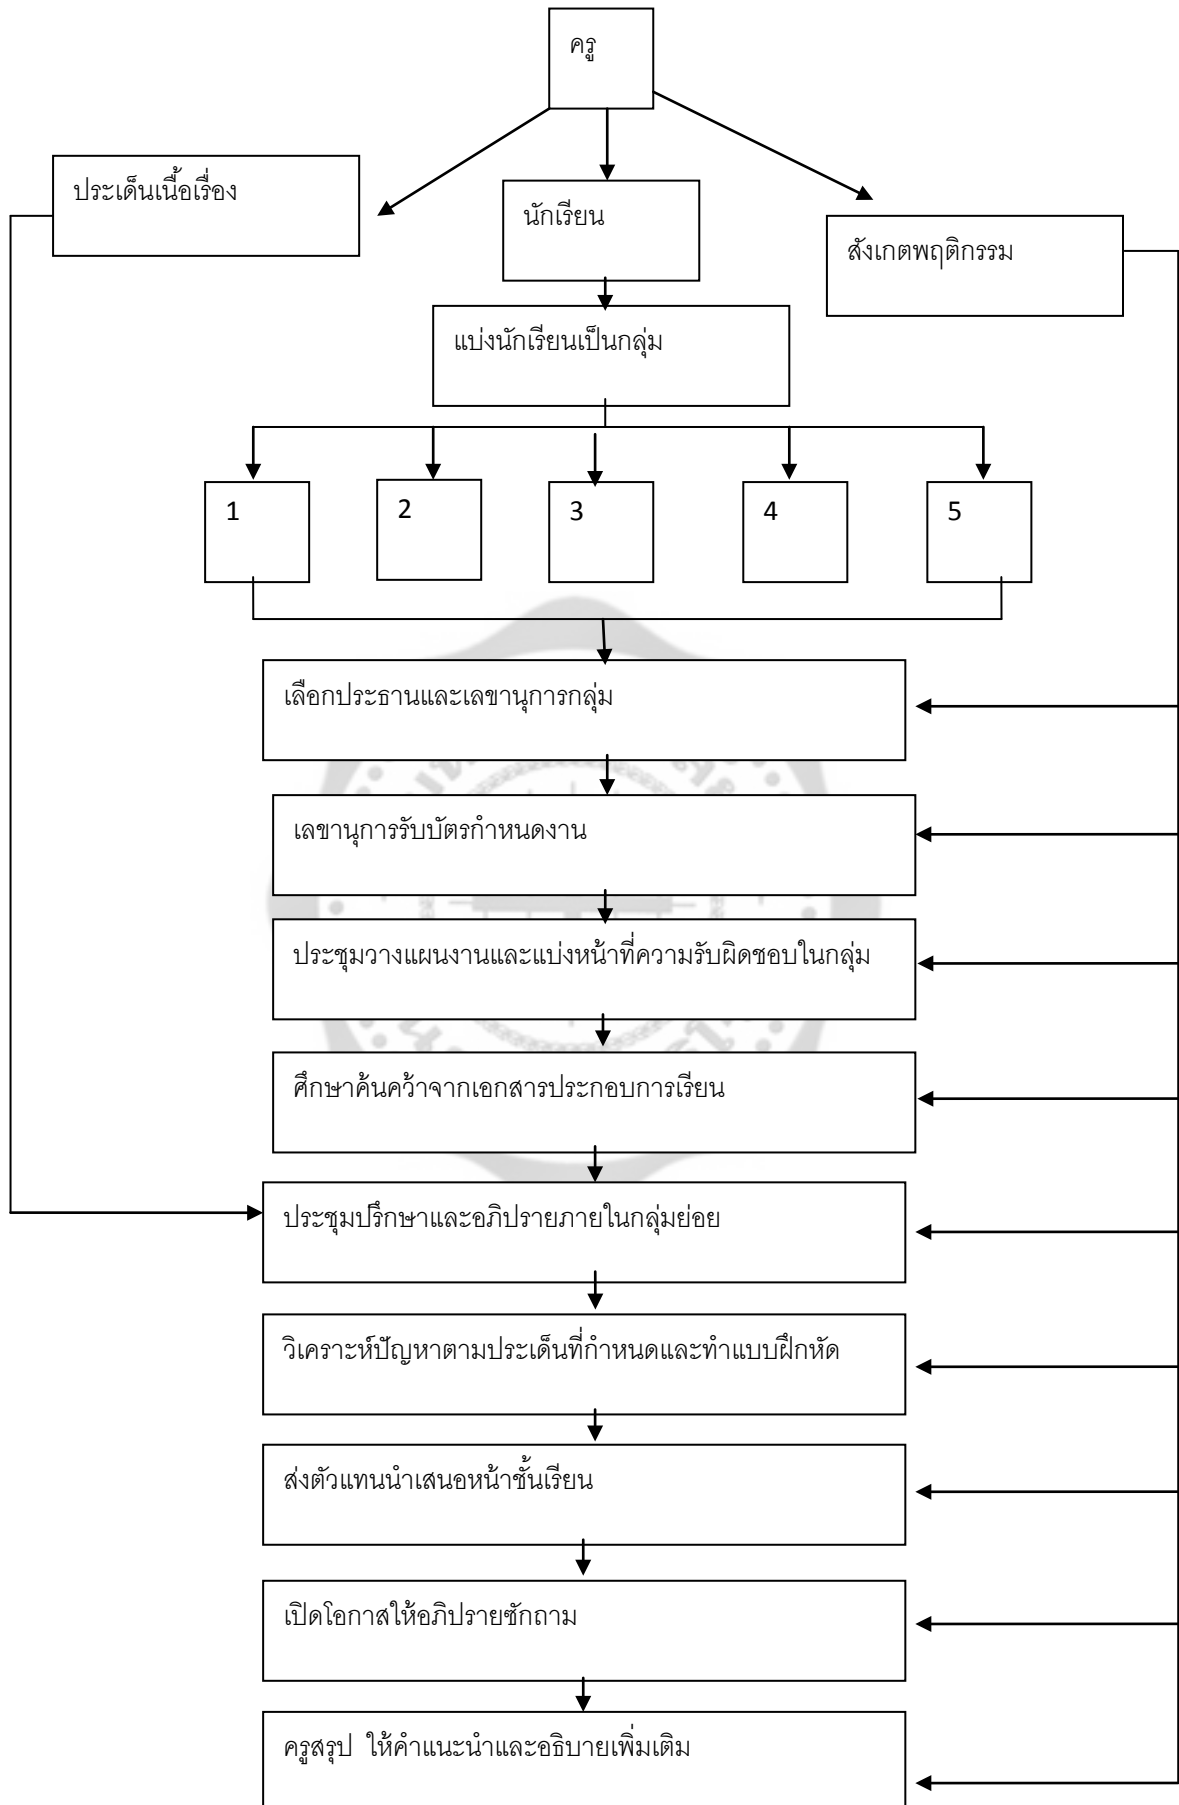 ครู
ประเด็นเนื้อเรื่อง
นักเรียน
สังเกตพฤติกรรม
แบ่งนักเรียนเป็นกลุ่ม
1
2
3
4
5
เลือกประธานและเลขานุการกลุ่ม
เลขานุการรับบัตรกำหนดงาน
ประชุมวางแผนงานและแบ่งหน้าที่ความรับผิดชอบในกลุ่ม
ศึกษาค้นคว้าจากเอกสารประกอบการเรียน
ประชุมปรึกษาและอภิปรายภายในกลุ่มย่อย
วิเคราะห์ปัญหาตามประเด็นที่กำหนดและทำแบบฝึกหัด
ส่งตัวแทนนำเสนอหน้าชั้นเรียน
เปิดโอกาสให้อภิปรายซักถาม
ครูสรุป ให้คำแนะนำและอธิบายเพิ่มเติม